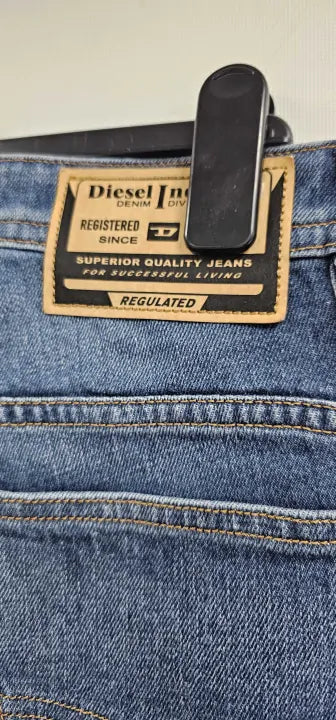 Diesel In
DENIM DIV
REGISTERED
SINCE
D
SUPERIOR QUALITY JEANS
FOR SUCCESSFUL LIVING
REGULATED